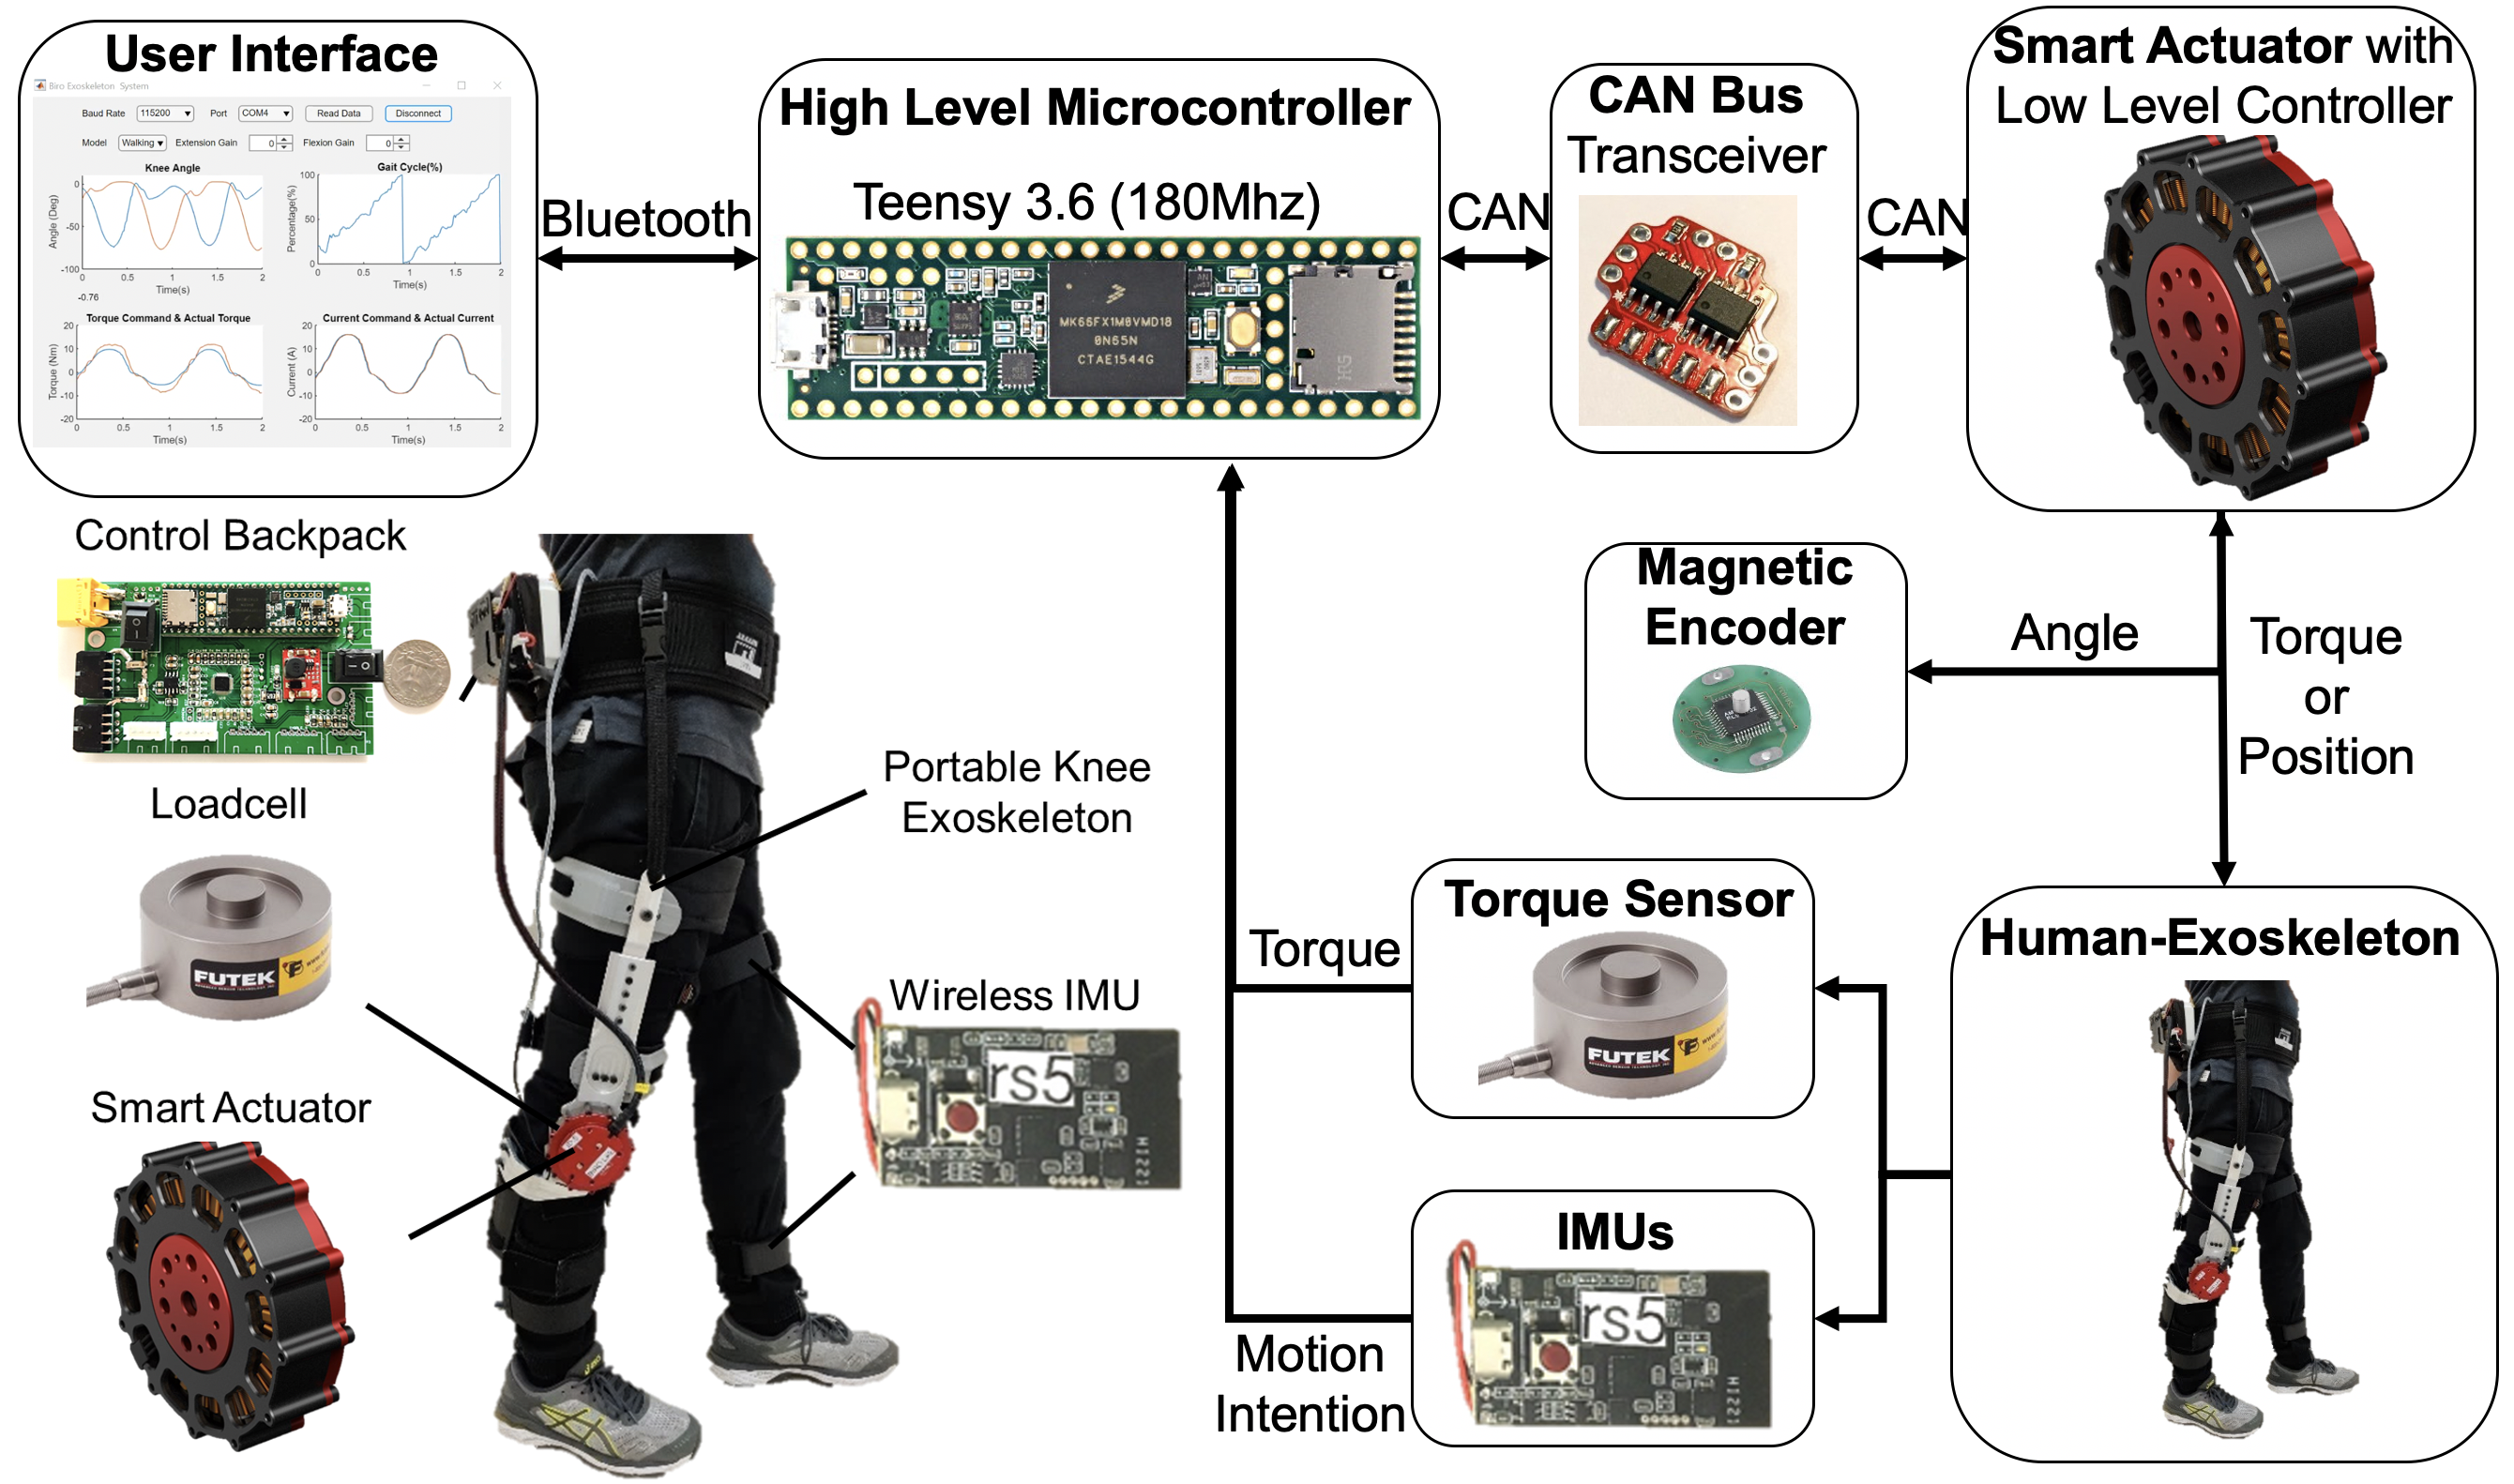 User Interface
Biro Exoskeleton System
Baud Rate 115200 Port COM4 Read Data Disconnect
Model Walking Extension Gain 0 Flexion Gain 0
Knee Angle
Angle (Deg)
0
-50
-100
0 0.5 1 1.5 2
Time(s)
-0.76
Gait Cycle(%)
Percentage(%)
100
50
0
0 0.5 1 1.5 2
Time(s)
Torque Command & Actual Torque
Torque (Nm)
20
10
0
-10
-20
0 0.5 1 1.5 2
Time(s)
Current Command & Actual Current
Current (A)
20
10
0
-10
-20
0 0.5 1 1.5 2
Time(s)
Bluetooth
High Level Microcontroller
Teensy 3.6 (180Mhz)
MK66FX1M0VMD18
0N65N
CTAE1544G
CAN
CAN Bus
Transceiver
CAN
Smart Actuator with
Low Level Controller
Control Backpack
Loadcell
FUTEK
Smart Actuator
Portable Knee
Exoskeleton
Wireless IMU
rs5
H1221
Magnetic
Encoder
Angle
Torque
or
Position
Torque
Torque Sensor
FUTEK
Motion
Intention
IMUs
rs5
H1221
Human-Exoskeleton